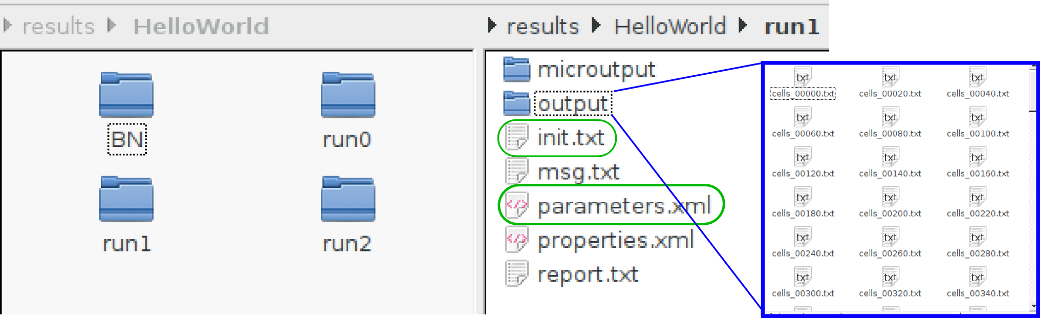 results HelloWorld
BN run0
run1 run2
results HelloWorld run1
microutput
output
init.txt
msg.txt
parameters.xml
properties.xml
report.txt
txt txt txt
cells_00000.txt cells_00020.txt cells_00040.txt
txt txt txt
cells_00060.txt cells_00080.txt cells_00100.txt
txt txt txt
cells_00120.txt cells_00140.txt cells_00160.txt
txt txt txt
cells_00180.txt cells_00200.txt cells_00220.txt
txt txt txt
cells_00240.txt cells_00260.txt cells_00280.txt
txt txt txt
cells_00300.txt cells_00320.txt cells_00340.txt